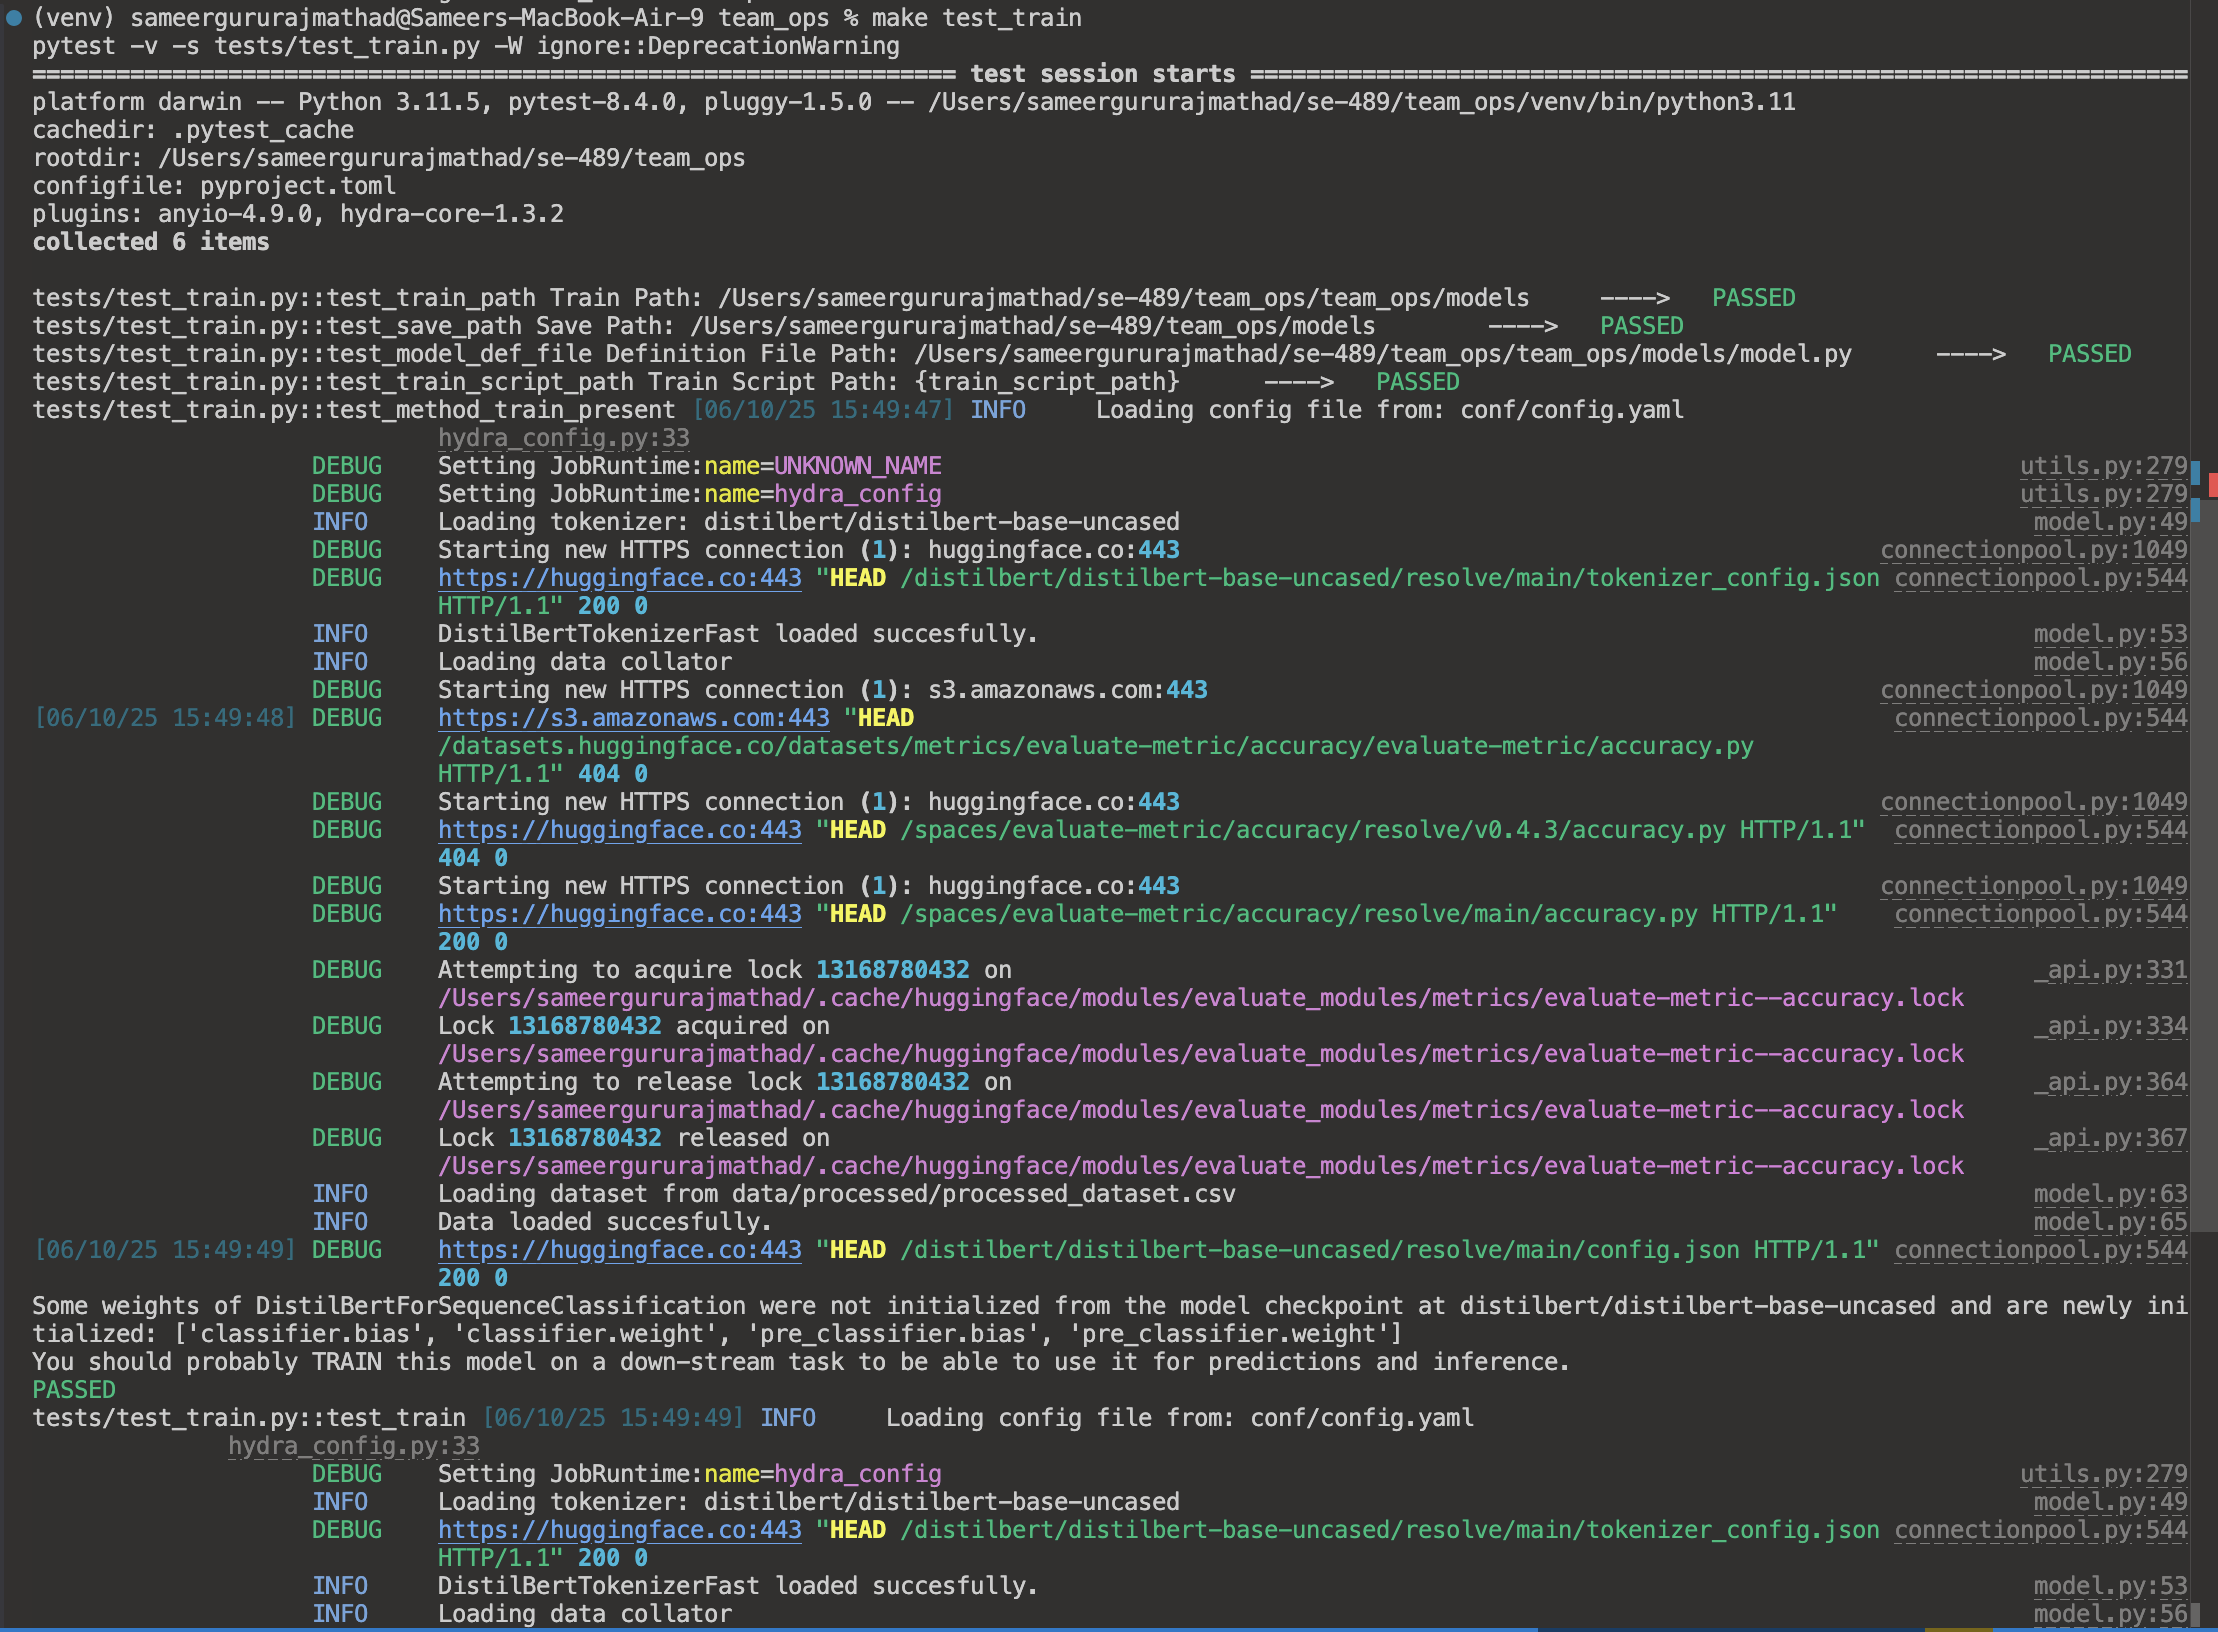 (venv) sameergururajmathad@Sameers-MacBook-Air-9 team_ops % make test_train
pytest -v -s tests/test_train.py -W ignore::DeprecationWarning
================================================================== test session starts ===================================================================
platform darwin -- Python 3.11.5, pytest-8.4.0, pluggy-1.5.0 -- /Users/sameergururajmathad/se-489/team_ops/venv/bin/python3.11
cachedir: .pytest_cache
rootdir: /Users/sameergururajmathad/se-489/team_ops
configfile: pyproject.toml
plugins: anyio-4.9.0, hydra-core-1.3.2
collected 6 items
tests/test_train.py::test_train_path Train Path: /Users/sameergururajmathad/se-489/team_ops/team_ops/models     ---->   PASSED
tests/test_train.py::test_save_path Save Path: /Users/sameergururajmathad/se-489/team_ops/models        ---->   PASSED
tests/test_train.py::test_model_def_file Definition File Path: /Users/sameergururajmathad/se-489/team_ops/team_ops/models/model.py      ---->   PASSED
tests/test_train.py::test_train_script_path Train Script Path: {train_script_path}      ---->   PASSED
tests/test_train.py::test_method_train_present [06/10/25 15:49:47] INFO     Loading config file from: conf/config.yaml
hydra_config.py:33
DEBUG    Setting JobRuntime:name=UNKNOWN_NAME    utils.py:279
DEBUG    Setting JobRuntime:name=hydra_config    utils.py:279
INFO     Loading tokenizer: distilbert/distilbert-base-uncased    model.py:49
DEBUG    Starting new HTTPS connection (1): huggingface.co:443    connectionpool.py:1049
DEBUG    https://huggingface.co:443 "HEAD /distilbert/distilbert-base-uncased/resolve/main/tokenizer_config.json connectionpool.py:544
HTTP/1.1" 200 0
INFO     DistilBertTokenizerFast loaded succesfully.    model.py:53
INFO     Loading data collator    model.py:56
DEBUG    Starting new HTTPS connection (1): s3.amazonaws.com:443    connectionpool.py:1049
[06/10/25 15:49:48] DEBUG    https://s3.amazonaws.com:443 "HEAD    connectionpool.py:544
/datasets.huggingface.co/datasets/metrics/evaluate-metric/accuracy/evaluate-metric/accuracy.py
HTTP/1.1" 404 0
DEBUG    Starting new HTTPS connection (1): huggingface.co:443    connectionpool.py:1049
DEBUG    https://huggingface.co:443 "HEAD /spaces/evaluate-metric/accuracy/resolve/v0.4.3/accuracy.py HTTP/1.1"  connectionpool.py:544
404 0
DEBUG    Starting new HTTPS connection (1): huggingface.co:443    connectionpool.py:1049
DEBUG    https://huggingface.co:443 "HEAD /spaces/evaluate-metric/accuracy/resolve/main/accuracy.py HTTP/1.1"    connectionpool.py:544
200 0
DEBUG    Attempting to acquire lock 13168780432 on    _api.py:331
/Users/sameergururajmathad/.cache/huggingface/modules/evaluate_modules/metrics/evaluate-metric--accuracy.lock
DEBUG    Lock 13168780432 acquired on    _api.py:334
/Users/sameergururajmathad/.cache/huggingface/modules/evaluate_modules/metrics/evaluate-metric--accuracy.lock
DEBUG    Attempting to release lock 13168780432 on    _api.py:364
/Users/sameergururajmathad/.cache/huggingface/modules/evaluate_modules/metrics/evaluate-metric--accuracy.lock
DEBUG    Lock 13168780432 released on    _api.py:367
/Users/sameergururajmathad/.cache/huggingface/modules/evaluate_modules/metrics/evaluate-metric--accuracy.lock
INFO     Loading dataset from data/processed/processed_dataset.csv    model.py:63
INFO     Data loaded succesfully.    model.py:65
[06/10/25 15:49:49] DEBUG    https://huggingface.co:443 "HEAD /distilbert/distilbert-base-uncased/resolve/main/config.json HTTP/1.1" connectionpool.py:544
200 0
Some weights of DistilBertForSequenceClassification were not initialized from the model checkpoint at distilbert/distilbert-base-uncased and are newly ini
tialized: ['classifier.bias', 'classifier.weight', 'pre_classifier.bias', 'pre_classifier.weight']
You should probably TRAIN this model on a down-stream task to be able to use it for predictions and inference.
PASSED
tests/test_train.py::test_train [06/10/25 15:49:49] INFO     Loading config file from: conf/config.yaml
hydra_config.py:33
DEBUG    Setting JobRuntime:name=hydra_config    utils.py:279
INFO     Loading tokenizer: distilbert/distilbert-base-uncased    model.py:49
DEBUG    https://huggingface.co:443 "HEAD /distilbert/distilbert-base-uncased/resolve/main/tokenizer_config.json connectionpool.py:544
HTTP/1.1" 200 0
INFO     DistilBertTokenizerFast loaded succesfully.    model.py:53
INFO     Loading data collator    model.py:56